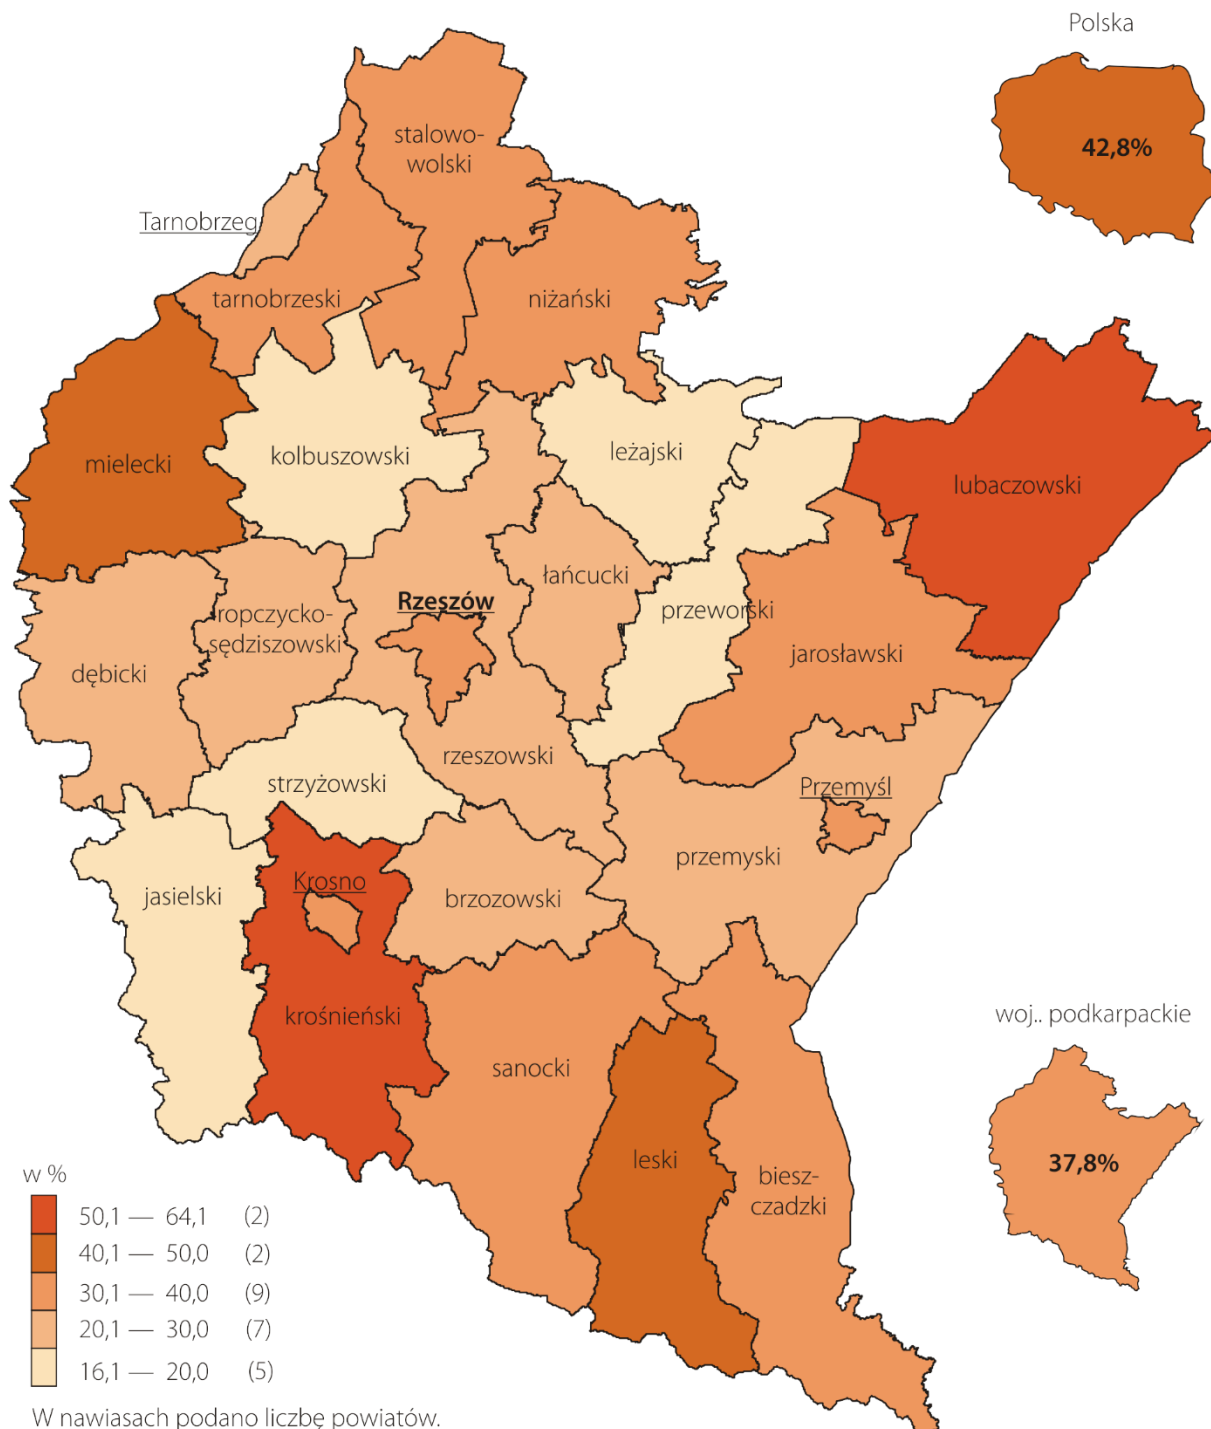 Polska
42,8%
stalowo-
wolski
Tarnobrzeg
tarnobrzeski
niżański
mielecki
kolbuszowski
leżajski
lubaczowski
łańcucki
Rzeszów
przeworski
ropczycko-
sędziszowski
jarosławski
dębicki
rzeszowski
strzyżowski
Przemyśl
przemyski
Krosno
jasielski
brzozowski
krośnieński
woj.. podkarpackie
sanocki
leski
37,8%
biesz-
czadzki
w %
50,1 — 64,1 (2)
40,1 — 50,0 (2)
30,1 — 40,0 (9)
20,1 — 30,0 (7)
16,1 — 20,0 (5)
W nawiasach podano liczbę powiatów.